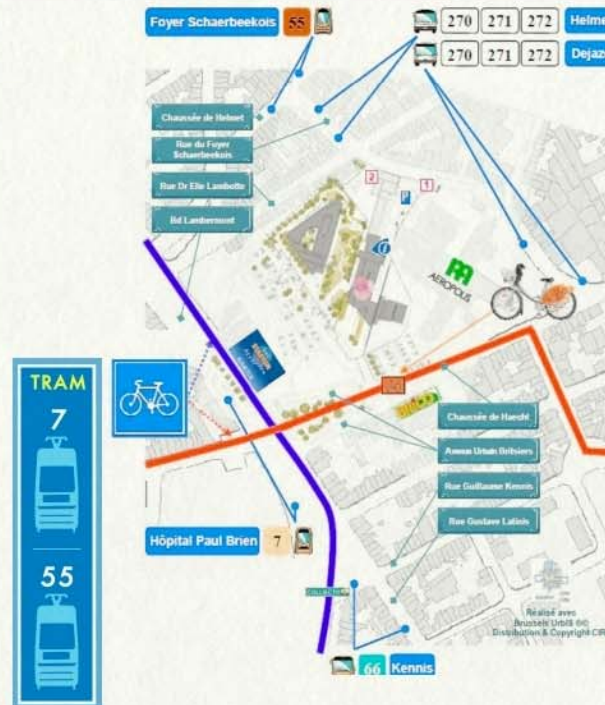 Foyer Schaerbeekois 55
270 271 272 Helme
270 271 272 Dejaz
Chaussée de Helmet
Rue du Foyer
Schaerbeekois
Rue Dr Elie Lambotte
Bd Lambermont
2
1
P
AEROPOLIS
TRAM
7
55
Chaussée de Haecht
Avenue Urbain Britsiers
Rue Guillaume Kennis
Rue Gustave Latinis
Hôpital Paul Brien 7
Réalisé avec
Brussels UrbIS ®©
Distribution & Copyright CIR
66 Kennis